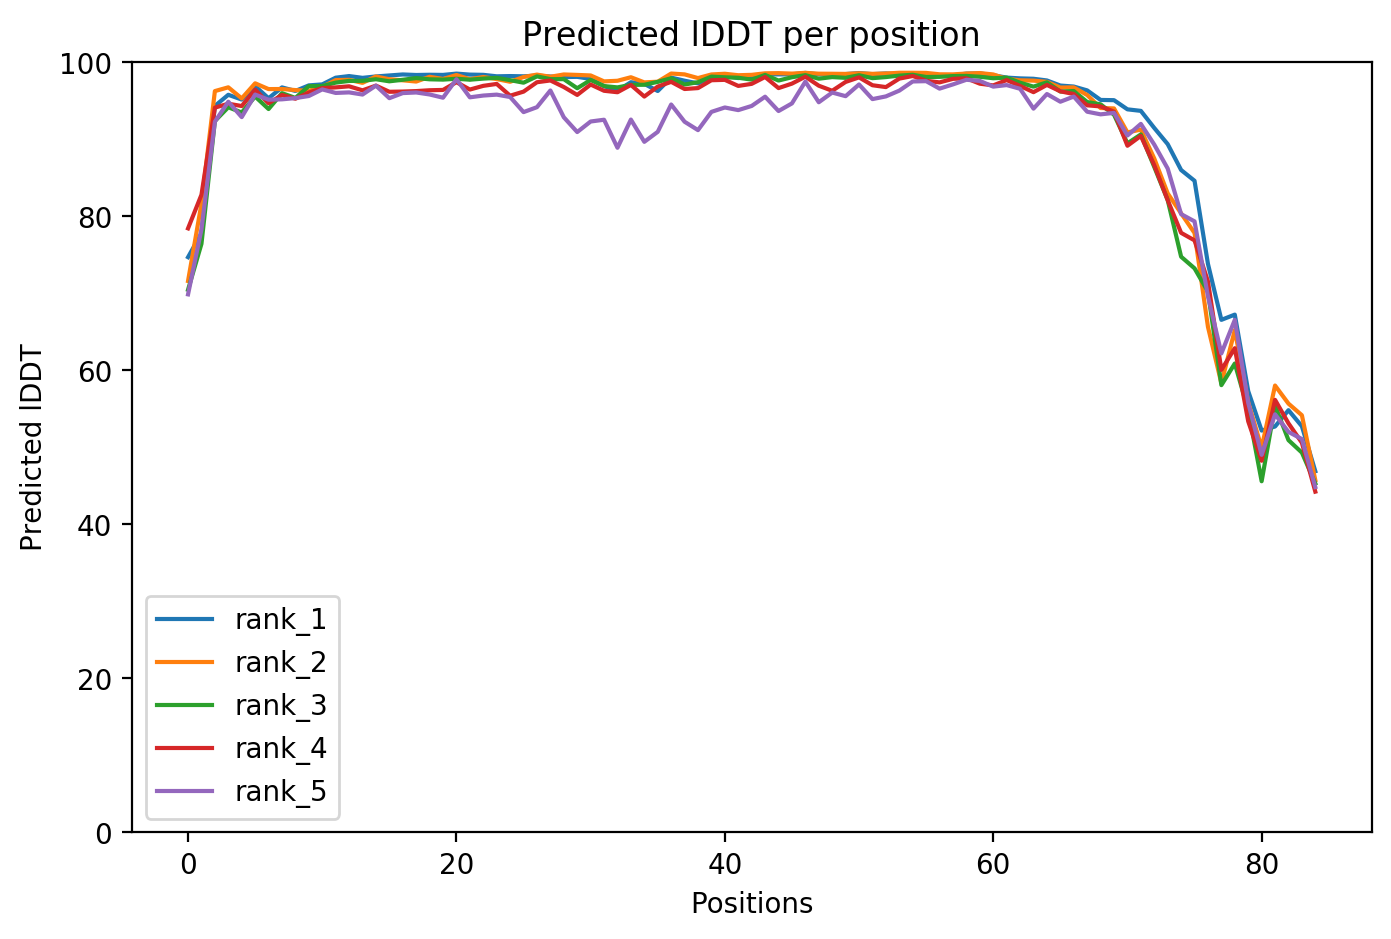 Predicted lDDT per position
100
80
60
40
20
0
Predicted lDDT
rank_1
rank_2
rank_3
rank_4
rank_5
0 20 40 60 80
Positions